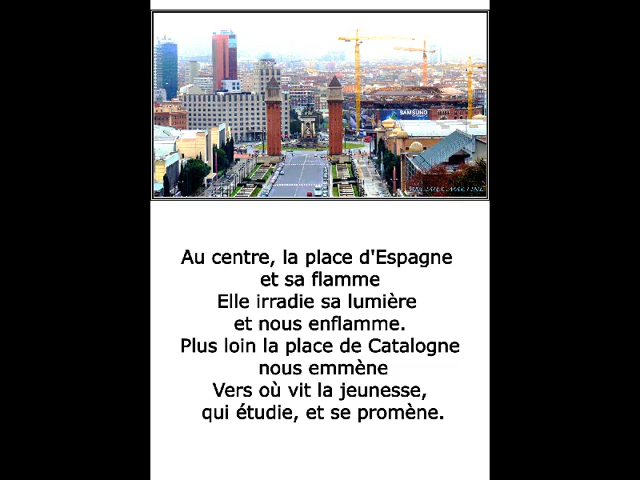 SAMSUNG
Au centre, la place d'Espagne
et sa flamme
Elle irradie sa lumière
et nous enflamme.
Plus loin la place de Catalogne
nous emmène
Vers où vit la jeunesse,
qui étudie, et se promène.